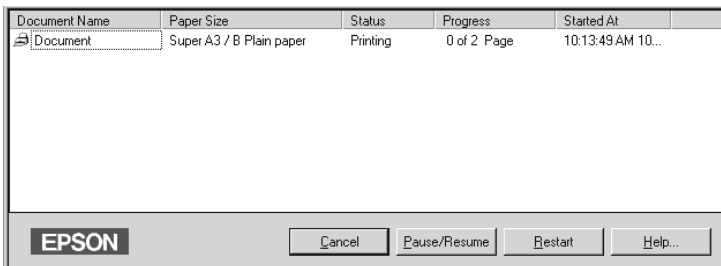 Document Name Paper Size Status Progress Started At
Document Super A3 / B Plain paper Printing 0 of 2 Page 10:13:49 AM 10...
EPSON Cancel Pause/Resume Restart Help...